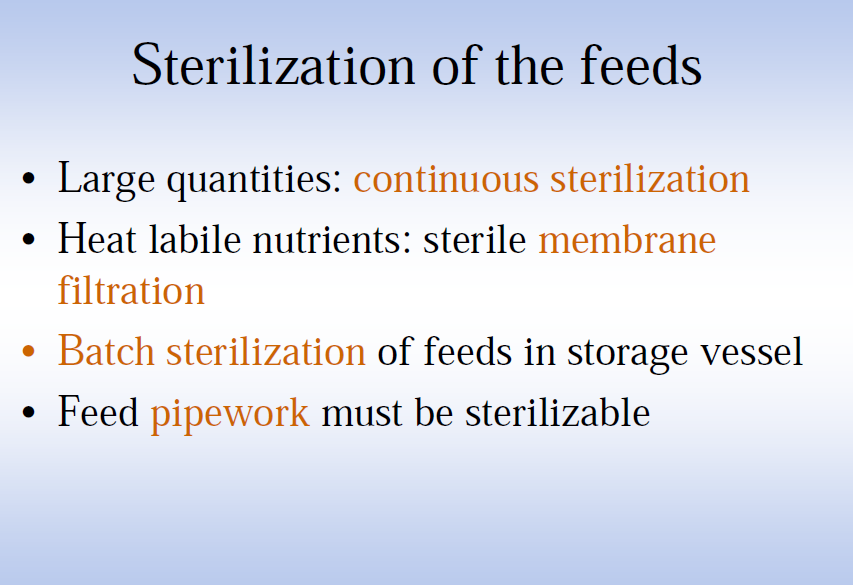 Sterilization of the feeds
• Large quantities: continuous sterilization
• Heat labile nutrients: sterile membrane
filtration
• Batch sterilization of feeds in storage vessel
• Feed pipework must be sterilizable